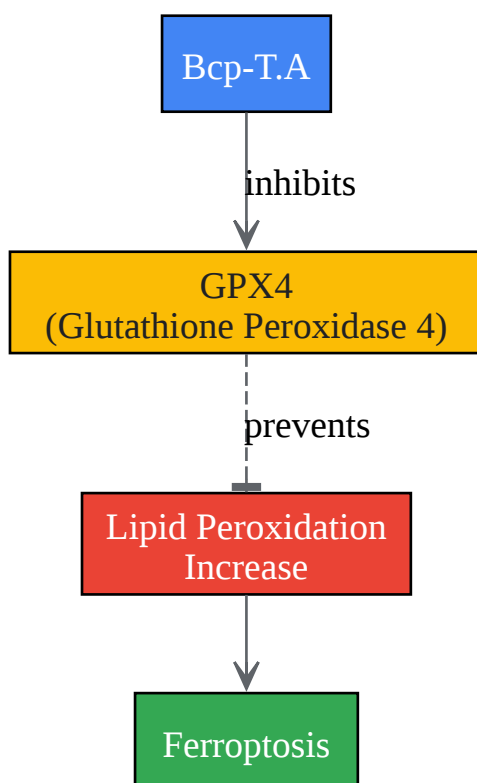 Bcp-T.A
inhibits
GPX4
(Glutathione Peroxidase 4)
prevents
Lipid Peroxidation
Increase
Ferroptosis